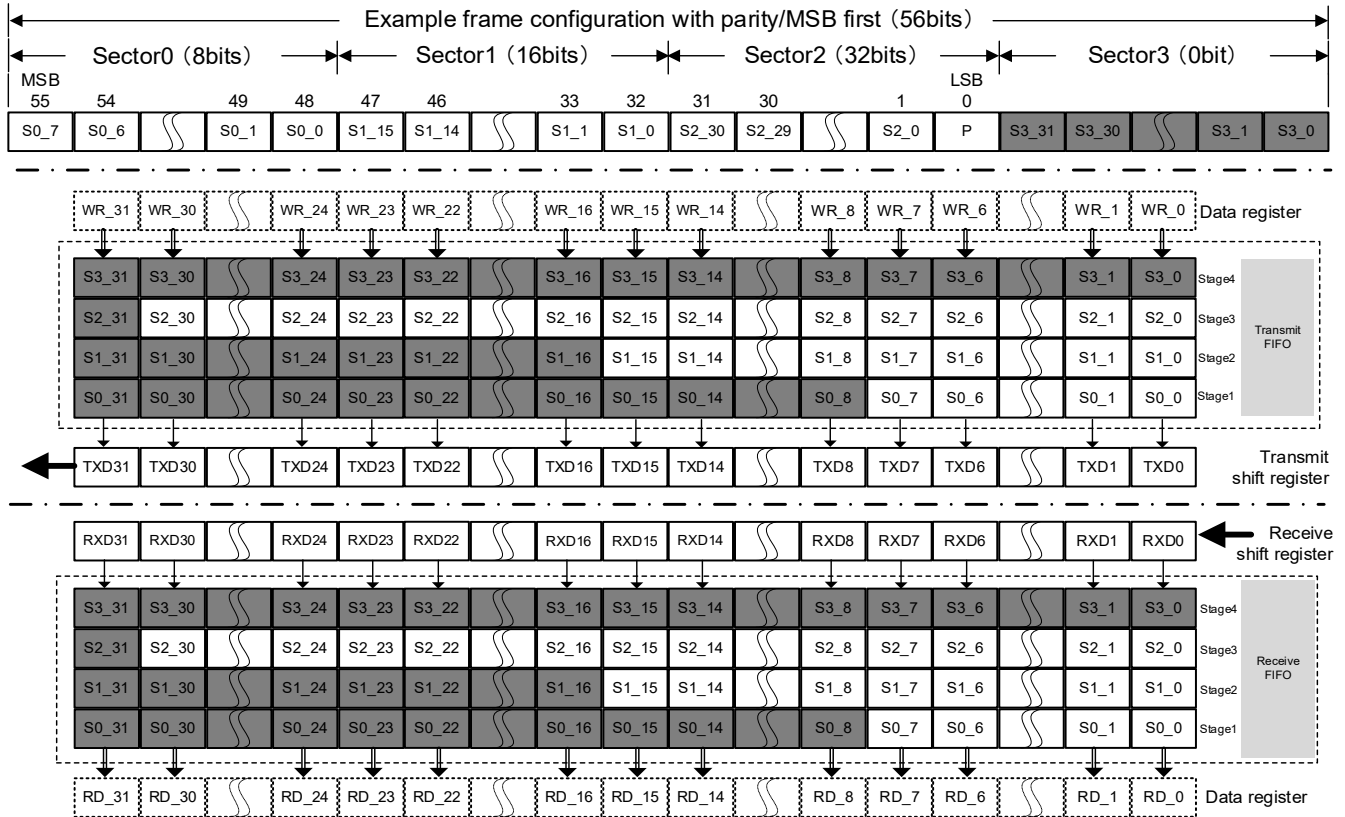 Example frame configuration with parity/MSB first (56bits)
Sector0 (8bits) Sector1 (16bits) Sector2 (32bits) Sector3 (0bit)
MSB LSB
55 54 49 48 47 46 33 32 31 30 1 0
S0_7 S0_6 S0_1 S0_0 S1_15 S1_14 S1_1 S1_0 S2_30 S2_29 S2_0 P S3_31 S3_30 S3_1 S3_0
WR_31 WR_30 WR_24 WR_23 WR_22 WR_16 WR_15 WR_14 WR_8 WR_7 WR_6 WR_1 WR_0 Data register
S3_31 S3_30 S3_24 S3_23 S3_22 S3_16 S3_15 S3_14 S3_8 S3_7 S3_6 S3_1 S3_0 Stage4
S2_31 S2_30 S2_24 S2_23 S2_22 S2_16 S2_15 S2_14 S2_8 S2_7 S2_6 S2_1 S2_0 Stage3
Transmit
FIFO
S1_31 S1_30 S1_24 S1_23 S1_22 S1_16 S1_15 S1_14 S1_8 S1_7 S1_6 S1_1 S1_0 Stage2
S0_31 S0_30 S0_24 S0_23 S0_22 S0_16 S0_15 S0_14 S0_8 S0_7 S0_6 S0_1 S0_0 Stage1
TXD31 TXD30 TXD24 TXD23 TXD22 TXD16 TXD15 TXD14 TXD8 TXD7 TXD6 TXD1 TXD0 Transmit
shift register
RXD31 RXD30 RXD24 RXD23 RXD22 RXD16 RXD15 RXD14 RXD8 RXD7 RXD6 RXD1 RXD0 Receive
shift register
S3_31 S3_30 S3_24 S3_23 S3_22 S3_16 S3_15 S3_14 S3_8 S3_7 S3_6 S3_1 S3_0 Stage4
S2_31 S2_30 S2_24 S2_23 S2_22 S2_16 S2_15 S2_14 S2_8 S2_7 S2_6 S2_1 S2_0 Stage3
Receive
FIFO
S1_31 S1_30 S1_24 S1_23 S1_22 S1_16 S1_15 S1_14 S1_8 S1_7 S1_6 S1_1 S1_0 Stage2
S0_31 S0_30 S0_24 S0_23 S0_22 S0_16 S0_15 S0_14 S0_8 S0_7 S0_6 S0_1 S0_0 Stage1
RD_31 RD_30 RD_24 RD_23 RD_22 RD_16 RD_15 RD_14 RD_8 RD_7 RD_6 RD_1 RD_0 Data register